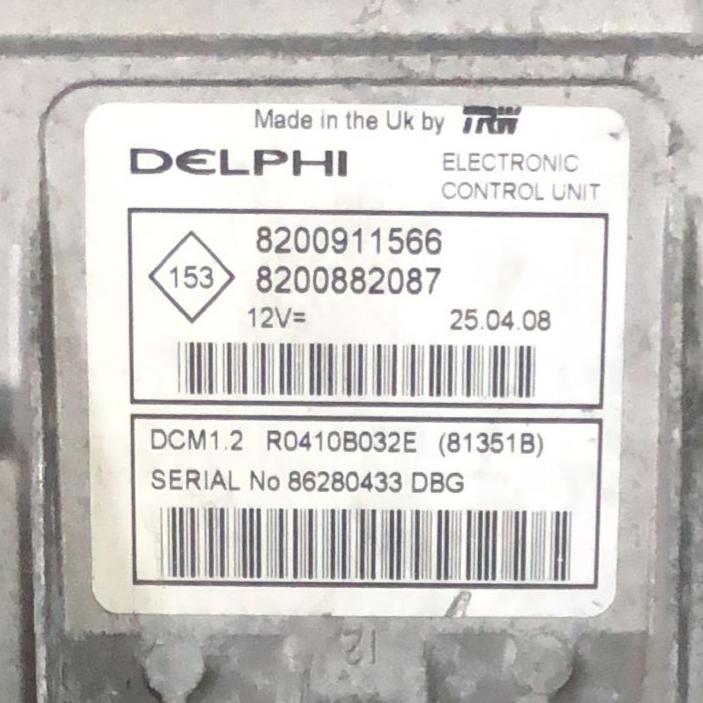 Made in the Uk by TRW
DELPHI
ELECTRONIC
CONTROL UNIT
153
8200911566
8200882087
12V=
25.04.08
DCM1.2 R0410B032E (81351B)
SERIAL No 86280433 DBG
12